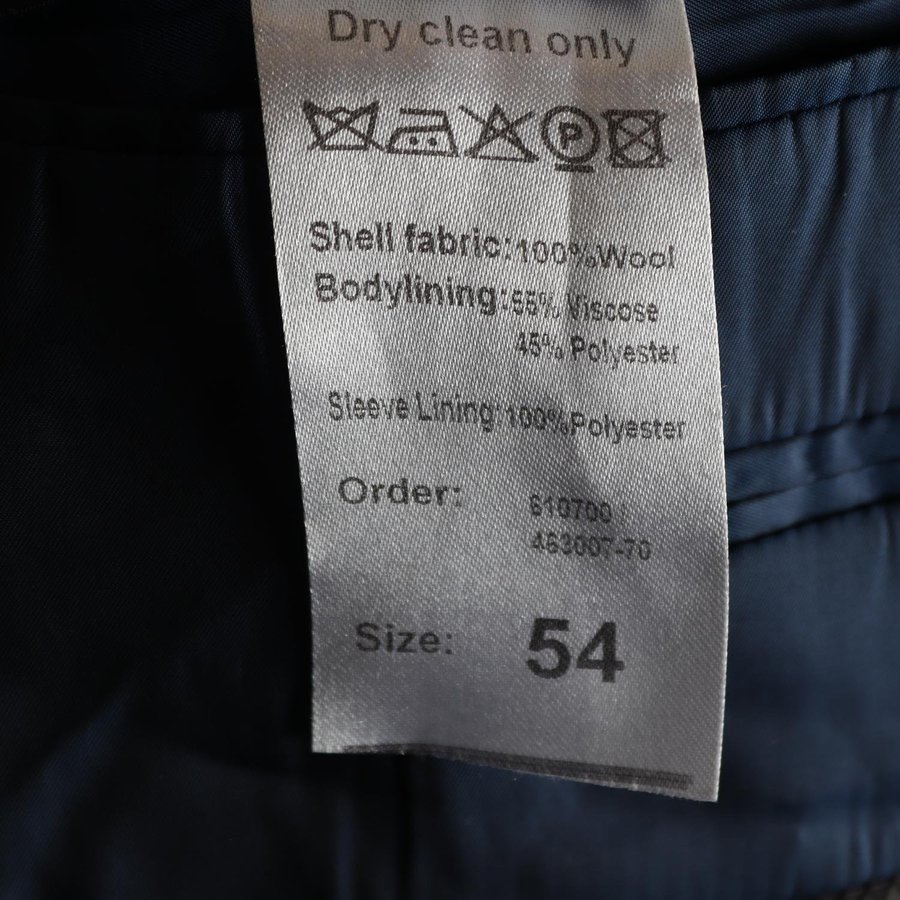 Dry clean only
P
Shell fabric: 100%Wool
Bodylining: 55% Viscose
45% Polyester
Sleeve Lining 100%Polyester
Order: 610700
463007-70
Size: 54